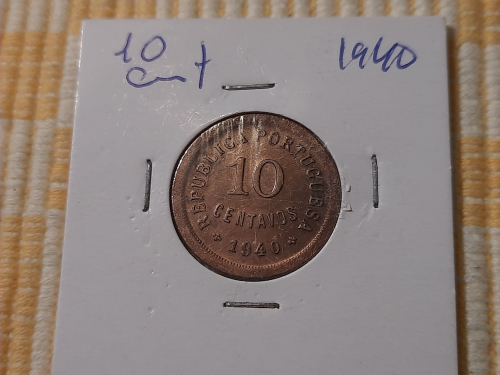 10 1940
cent
REPUBLICA PORTUGUESA
10
CENTAVOS
* 1940 *